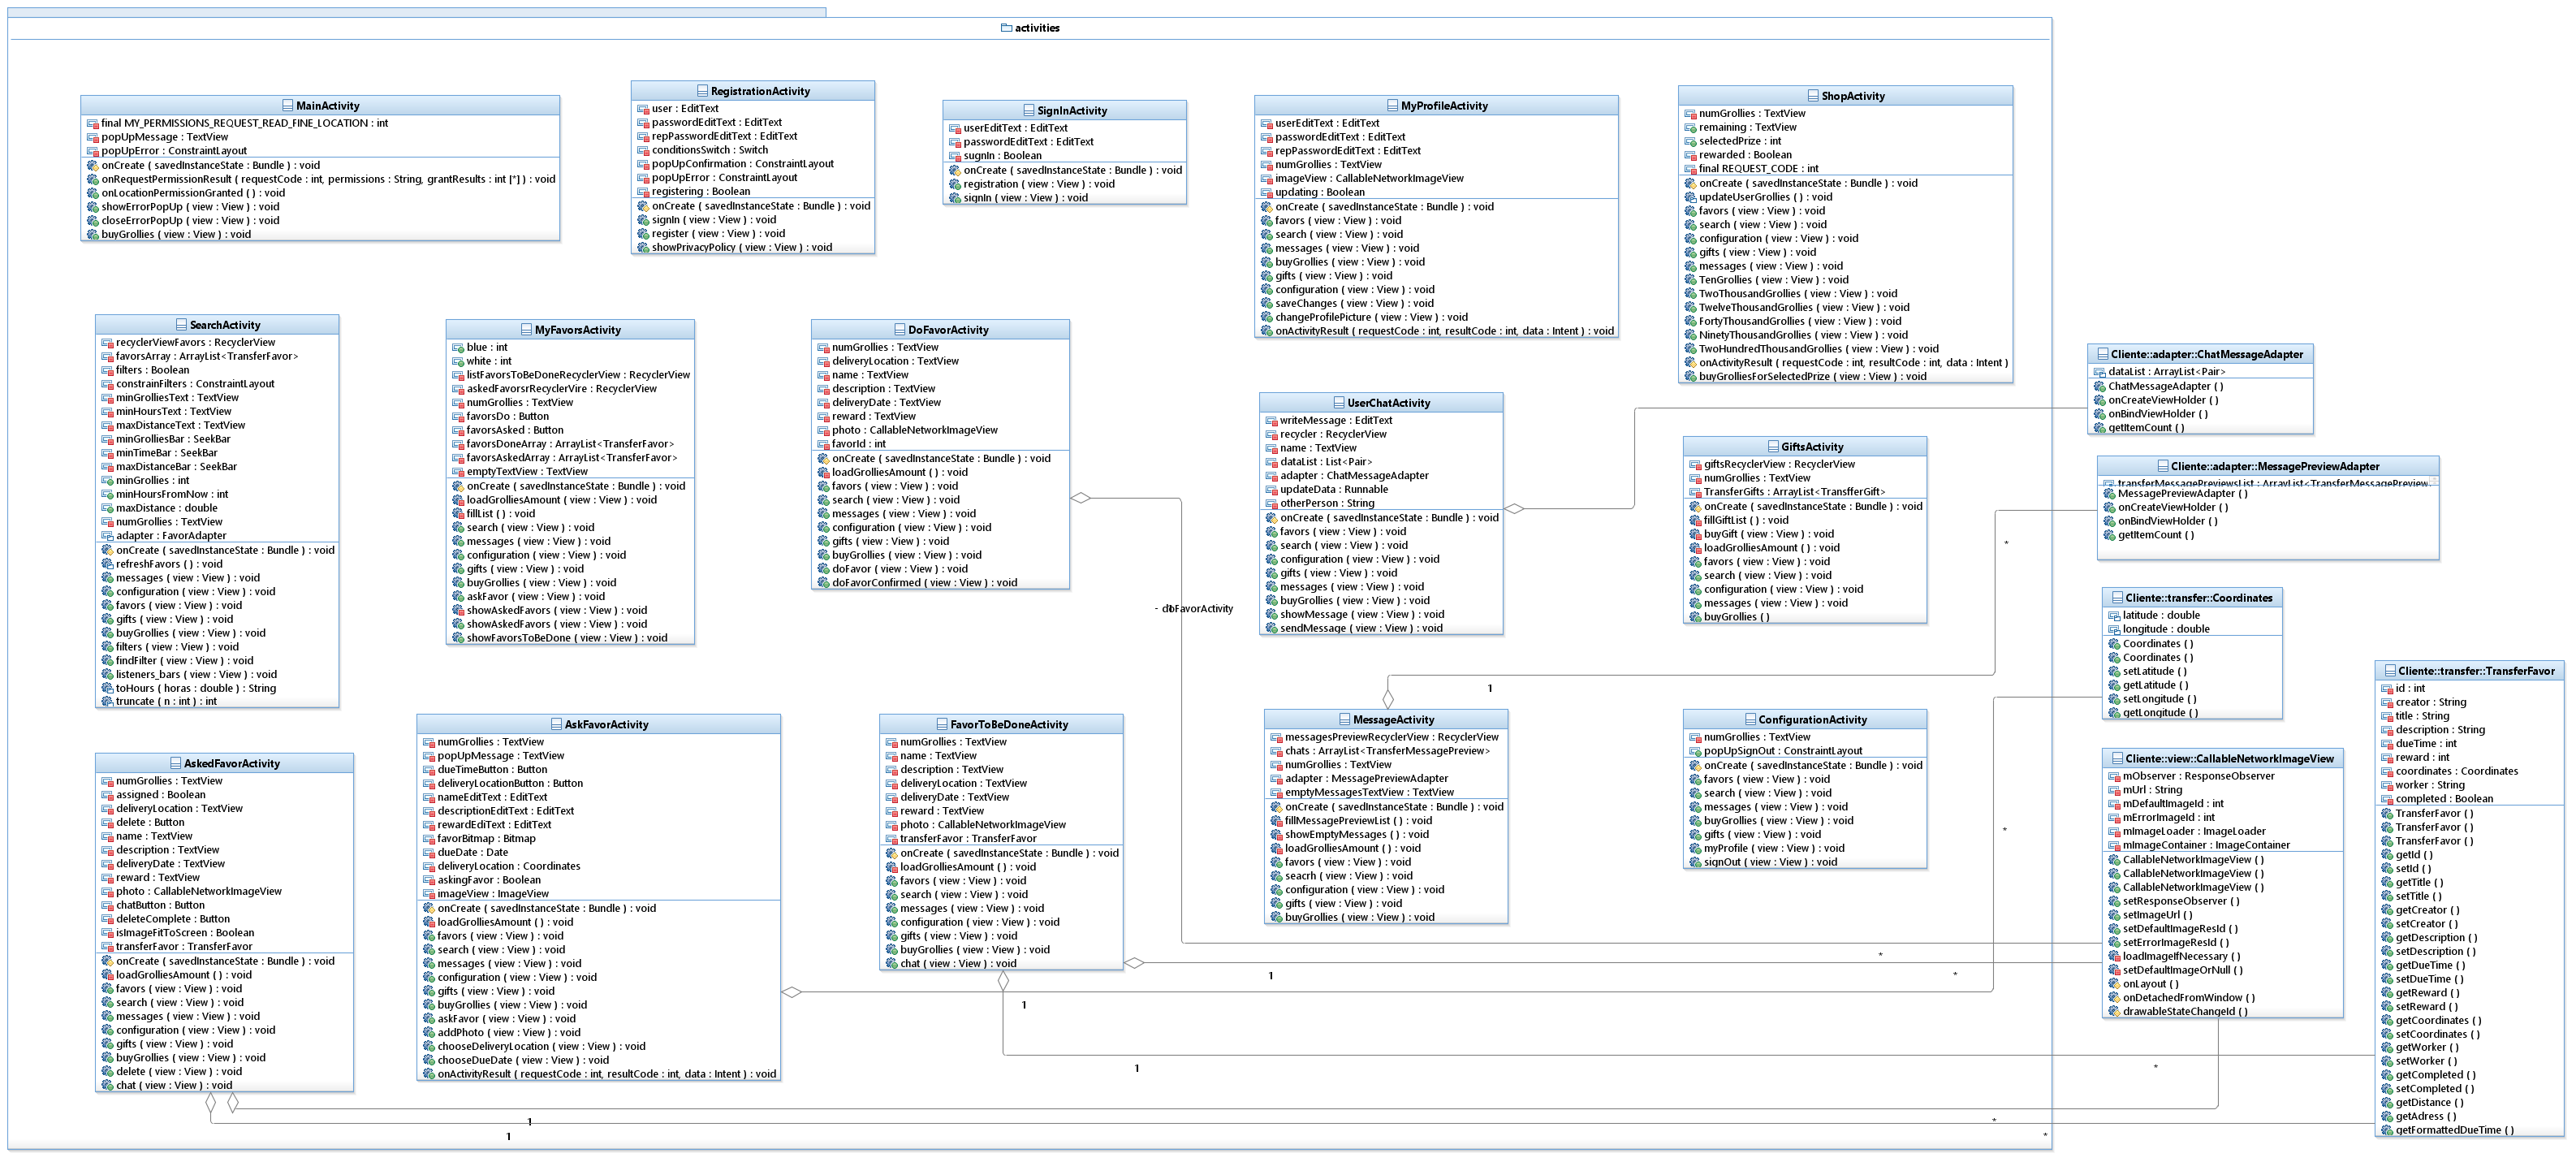 activities
MainActivity
final MY_PERMISSIONS_REQUEST_READ_FINE_LOCATION : int
popUpMessage : TextView
popUpError : ConstraintLayout
onCreate ( savedInstanceState : Bundle ) : void
onRequestPermissionResult ( requestCode : int, permissions : String, grantResults : int [*] ) : void
onLocationPermissionGranted ( ) : void
showErrorPopUp ( view : View ) : void
closeErrorPopUp ( view : View ) : void
buyGrollies ( view : View ) : void
RegistrationActivity
user : EditText
passwordEditText : EditText
repPasswordEditText : EditText
conditionsSwitch : Switch
popUpConfirmation : ConstraintLayout
popUpError : ConstraintLayout
registering : Boolean
onCreate ( savedInstanceState : Bundle ) : void
signIn ( view : View ) : void
register ( view : View ) : void
showPrivacyPolicy ( view : View ) : void
SignInActivity
userEditText : EditText
passwordEditText : EditText
sugnIn : Boolean
onCreate ( savedInstanceState : Bundle ) : void
registration ( view : View ) : void
signIn ( view : View ) : void
MyProfileActivity
userEditText : EditText
passwordEditText : EditText
repPasswordEditText : EditText
numGrollies : TextView
imageView : CallableNetworkImageView
updating : Boolean
onCreate ( savedInstanceState : Bundle ) : void
favors ( view : View ) : void
search ( view : View ) : void
messages ( view : View ) : void
buyGrollies ( view : View ) : void
gifts ( view : View ) : void
configuration ( view : View ) : void
saveChanges ( view : View ) : void
changeProfilePicture ( view : View ) : void
onActivityResult ( requestCode : int, resultCode : int, data : Intent ) : void
ShopActivity
numGrollies : TextView
remaining : TextView
selectedPrize : int
rewarded : Boolean
final REQUEST_CODE : int
onCreate ( savedInstanceState : Bundle ) : void
updateUserGrollies ( ) : void
favors ( view : View ) : void
search ( view : View ) : void
configuration ( view : View ) : void
gifts ( view : View ) : void
messages ( view : View ) : void
TenGrollies ( view : View ) : void
TwoThousandGrollies ( view : View ) : void
TwelveThousandGrollies ( view : View ) : void
FortyThousandGrollies ( view : View ) : void
NinetyThousandGrollies ( view : View ) : void
TwoHundredThousandGrollies ( view : View ) : void
onActivityResult ( requestCode : int, resultCode : int, data : Intent )
buyGrolliesForSelectedPrize ( view : View ) : void
SearchActivity
recyclerViewFavors : RecyclerView
favorsArray : ArrayList<TransferFavor>
filters : Boolean
constrainFilters : ConstraintLayout
minGrolliesText : TextView
minHoursText : TextView
maxDistanceText : TextView
minGrolliesBar : SeekBar
minTimeBar : SeekBar
maxDistanceBar : SeekBar
minGrollies : int
minHoursFromNow : int
maxDistance : double
numGrollies : TextView
adapter : FavorAdapter
onCreate ( savedInstanceState : Bundle ) : void
refreshFavors ( ) : void
messages ( view : View ) : void
configuration ( view : View ) : void
favors ( view : View ) : void
gifts ( view : View ) : void
buyGrollies ( view : View ) : void
filters ( view : View ) : void
findFilter ( view : View ) : void
listeners_bars ( view : View ) : void
toHours ( horas : double ) : String
truncate ( n : int ) : int
MyFavorsActivity
blue : int
white : int
listFavorsToBeDoneRecyclerView : RecyclerView
askedFavorsrRecyclerVire : RecyclerView
numGrollies : TextView
favorsDo : Button
favorsAsked : Button
favorsDoneArray : ArrayList<TransferFavor>
favorsAskedArray : ArrayList<TransferFavor>
emptyTextView : TextView
onCreate ( savedInstanceState : Bundle ) : void
loadGrolliesAmount ( view : View ) : void
fillList ( ) : void
search ( view : View ) : void
messages ( view : View ) : void
configuration ( view : View ) : void
gifts ( view : View ) : void
buyGrollies ( view : View ) : void
askFavor ( view : View ) : void
showAskedFavors ( view : View ) : void
showAskedFavors ( view : View ) : void
showFavorsToBeDone ( view : View ) : void
DoFavorActivity
numGrollies : TextView
deliveryLocation : TextView
name : TextView
description : TextView
deliveryDate : TextView
reward : TextView
photo : CallableNetworkImageView
favorId : int
onCreate ( savedInstanceState : Bundle ) : void
loadGrolliesAmount ( ) : void
favors ( view : View ) : void
search ( view : View ) : void
messages ( view : View ) : void
configuration ( view : View ) : void
gifts ( view : View ) : void
buyGrollies ( view : View ) : void
doFavor ( view : View ) : void
doFavorConfirmed ( view : View ) : void
- doFavorActivity
1
UserChatActivity
writeMessage : EditText
recycler : RecyclerView
name : TextView
dataList : List<Pair>
adapter : ChatMessageAdapter
updateData : Runnable
otherPerson : String
onCreate ( savedInstanceState : Bundle ) : void
favors ( view : View ) : void
search ( view : View ) : void
configuration ( view : View ) : void
gifts ( view : View ) : void
messages ( view : View ) : void
buyGrollies ( view : View ) : void
showMessage ( view : View ) : void
sendMessage ( view : View ) : void
GiftsActivity
giftsRecyclerView : RecyclerView
numGrollies : TextView
TransferGifts : ArrayList<TransfferGift>
onCreate ( savedInstanceState : Bundle ) : void
fillGiftList ( ) : void
buyGift ( view : View ) : void
loadGrolliesAmount ( ) : void
favors ( view : View ) : void
search ( view : View ) : void
configuration ( view : View ) : void
messages ( view : View ) : void
buyGrollies ( )
Cliente::adapter::ChatMessageAdapter
dataList : ArrayList<Pair>
ChatMessageAdapter ( )
onCreateViewHolder ( )
onBindViewHolder ( )
getItemCount ( )
Cliente::adapter::MessagePreviewAdapter
transferMessagePreviewsList : ArrayList<TransferMessagePreview.
MessagePreviewAdapter ( )
onCreateViewHolder ( )
onBindViewHolder ( )
getItemCount ( )
*
1
Cliente::transfer::Coordinates
latitude : double
longitude : double
Coordinates ( )
Coordinates ( )
setLatitude ( )
getLatitude ( )
setLongitude ( )
getLongitude ( )
Cliente::transfer::TransferFavor
id : int
creator : String
title : String
description : String
dueTime : int
reward : int
coordinates : Coordinates
worker : String
completed : Boolean
TransferFavor ( )
TransferFavor ( )
TransferFavor ( )
getId ( )
setId ( )
getTitle ( )
setTitle ( )
getCreator ( )
setCreator ( )
getDescription ( )
setDescription ( )
getDueTime ( )
setDueTime ( )
getReward ( )
setReward ( )
getCoordinates ( )
setCoordinates ( )
getWorker ( )
setWorker ( )
getCompleted ( )
setCompleted ( )
getDistance ( )
getAdress ( )
getFormattedDueTime ( )
AskedFavorActivity
numGrollies : TextView
assigned : Boolean
deliveryLocation : TextView
delete : Button
name : TextView
description : TextView
deliveryDate : TextView
reward : TextView
photo : CallableNetworkImageView
chatButton : Button
deleteComplete : Button
isImageFitToScreen : Boolean
transferFavor : TransferFavor
onCreate ( savedInstanceState : Bundle ) : void
loadGrolliesAmount ( ) : void
favors ( view : View ) : void
search ( view : View ) : void
messages ( view : View ) : void
configuration ( view : View ) : void
gifts ( view : View ) : void
buyGrollies ( view : View ) : void
delete ( view : View ) : void
chat ( view : View ) : void
AskFavorActivity
numGrollies : TextView
popUpMessage : TextView
dueTimeButton : Button
deliveryLocationButton : Button
nameEditText : EditText
descriptionEditText : EditText
rewardEdiText : EditText
favorBitmap : Bitmap
dueDate : Date
deliveryLocation : Coordinates
askingFavor : Boolean
imageView : ImageView
onCreate ( savedInstanceState : Bundle ) : void
loadGrolliesAmount ( ) : void
favors ( view : View ) : void
search ( view : View ) : void
messages ( view : View ) : void
configuration ( view : View ) : void
gifts ( view : View ) : void
buyGrollies ( view : View ) : void
askFavor ( view : View ) : void
addPhoto ( view : View ) : void
chooseDeliveryLocation ( view : View ) : void
chooseDueDate ( view : View ) : void
onActivityResult ( requestCode : int, resultCode : int, data : Intent ) : void
FavorToBeDoneActivity
numGrollies : TextView
name : TextView
description : TextView
deliveryLocation : TextView
deliveryDate : TextView
reward : TextView
photo : CallableNetworkImageView
transferFavor : TransferFavor
onCreate ( savedInstanceState : Bundle ) : void
loadGrolliesAmount ( ) : void
favors ( view : View ) : void
search ( view : View ) : void
messages ( view : View ) : void
configuration ( view : View ) : void
gifts ( view : View ) : void
buyGrollies ( view : View ) : void
chat ( view : View ) : void
MessageActivity
messagesPreviewRecyclerView : RecyclerView
chats : ArrayList<TransferMessagePreview>
numGrollies : TextView
adapter : MessagePreviewAdapter
emptyMessagesTextView : TextView
onCreate ( savedInstanceState : Bundle ) : void
fillMessagePreviewList ( ) : void
showEmptyMessages ( ) : void
loadGrolliesAmount ( ) : void
favors ( view : View ) : void
seacrh ( view : View ) : void
configuration ( view : View ) : void
gifts ( view : View ) : void
buyGrollies ( view : View ) : void
ConfigurationActivity
numGrollies : TextView
popUpSignOut : ConstraintLayout
onCreate ( savedInstanceState : Bundle ) : void
favors ( view : View ) : void
search ( view : View ) : void
messages ( view : View ) : void
buyGrollies ( view : View ) : void
gifts ( view : View ) : void
myProfile ( view : View ) : void
signOut ( view : View ) : void
Cliente::view::CallableNetworkImageView
mObserver : ResponseObserver
mUrl : String
mDefaultImageId : int
mErrorImageId : int
mImageLoader : ImageLoader
mImageContainer : ImageContainer
CallableNetworkImageView ( )
CallableNetworkImageView ( )
CallableNetworkImageView ( )
setResponseObserver ( )
setImageUrl ( )
setDefaultImageResId ( )
setErrorImageResId ( )
loadImageIfNecessary ( )
setDefaultImageOrNull ( )
onLayout ( )
onDetachedFromWindow ( )
drawableStateChangeId ( )
*
*
1
*
1
1
*
1
*
1
*